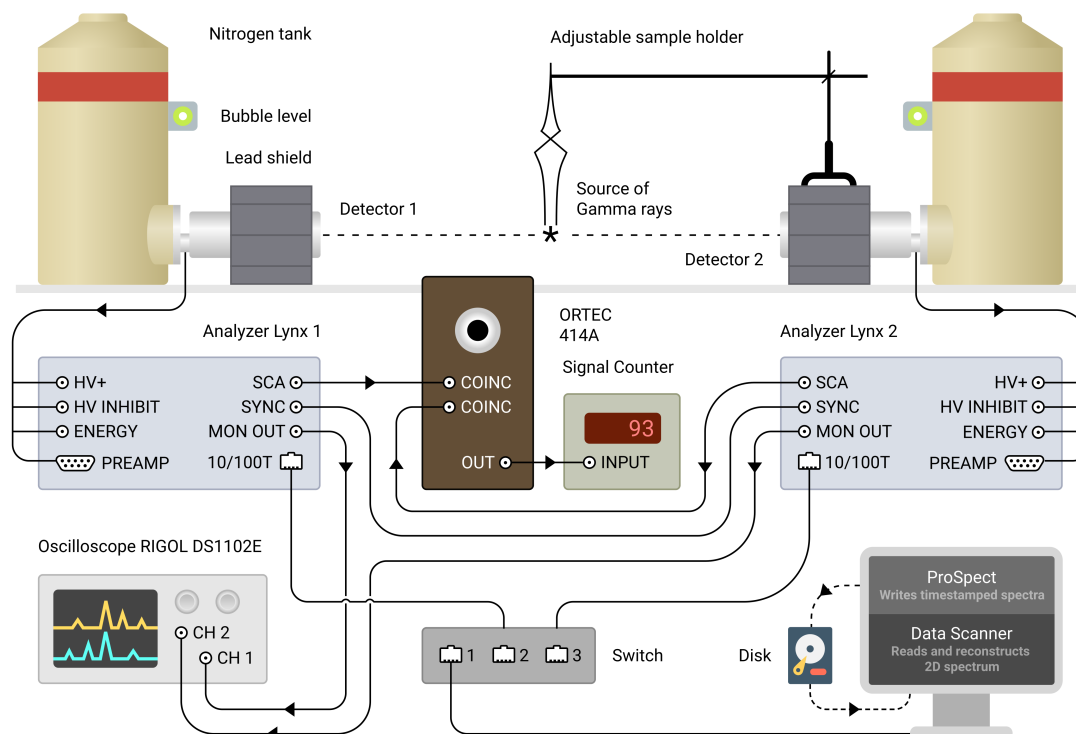 Nitrogen tank
Adjustable sample holder
Bubble level
Lead shield
Source of
Gamma rays
Detector 1
Detector 2
Analyzer Lynx 1
ORTEC
414A
Analyzer Lynx 2
Signal Counter
HV+
SCA
COINC
SCA
HV+
HV INHIBIT
SYNC
COINC
SYNC
HV INHIBIT
ENERGY
MON OUT
93
MON OUT
ENERGY
PREAMP
10/100T
OUT
INPUT
10/100T
PREAMP
Oscilloscope RIGOL DS1102E
CH 2
CH 1
1
2
3
Switch
Disk
ProSpect
Writes timestamped spectra
Data Scanner
Reads and reconstructs
2D spectrum